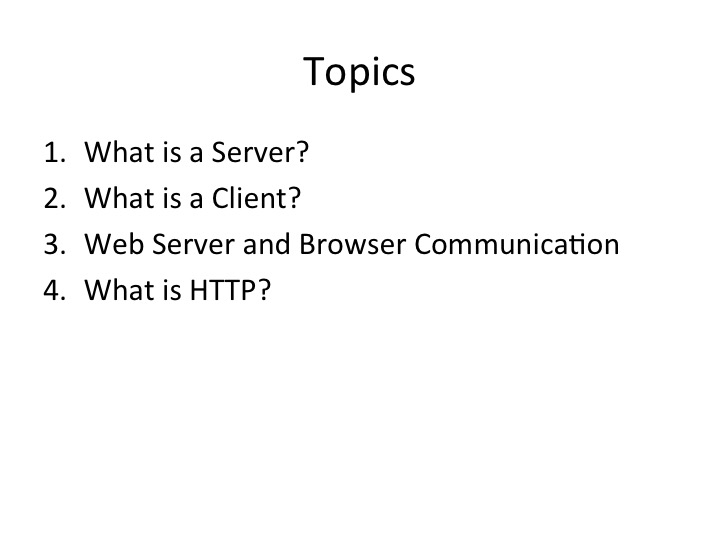 Topics
1. What is a Server?
2. What is a Client?
3. Web Server and Browser Communication
4. What is HTTP?